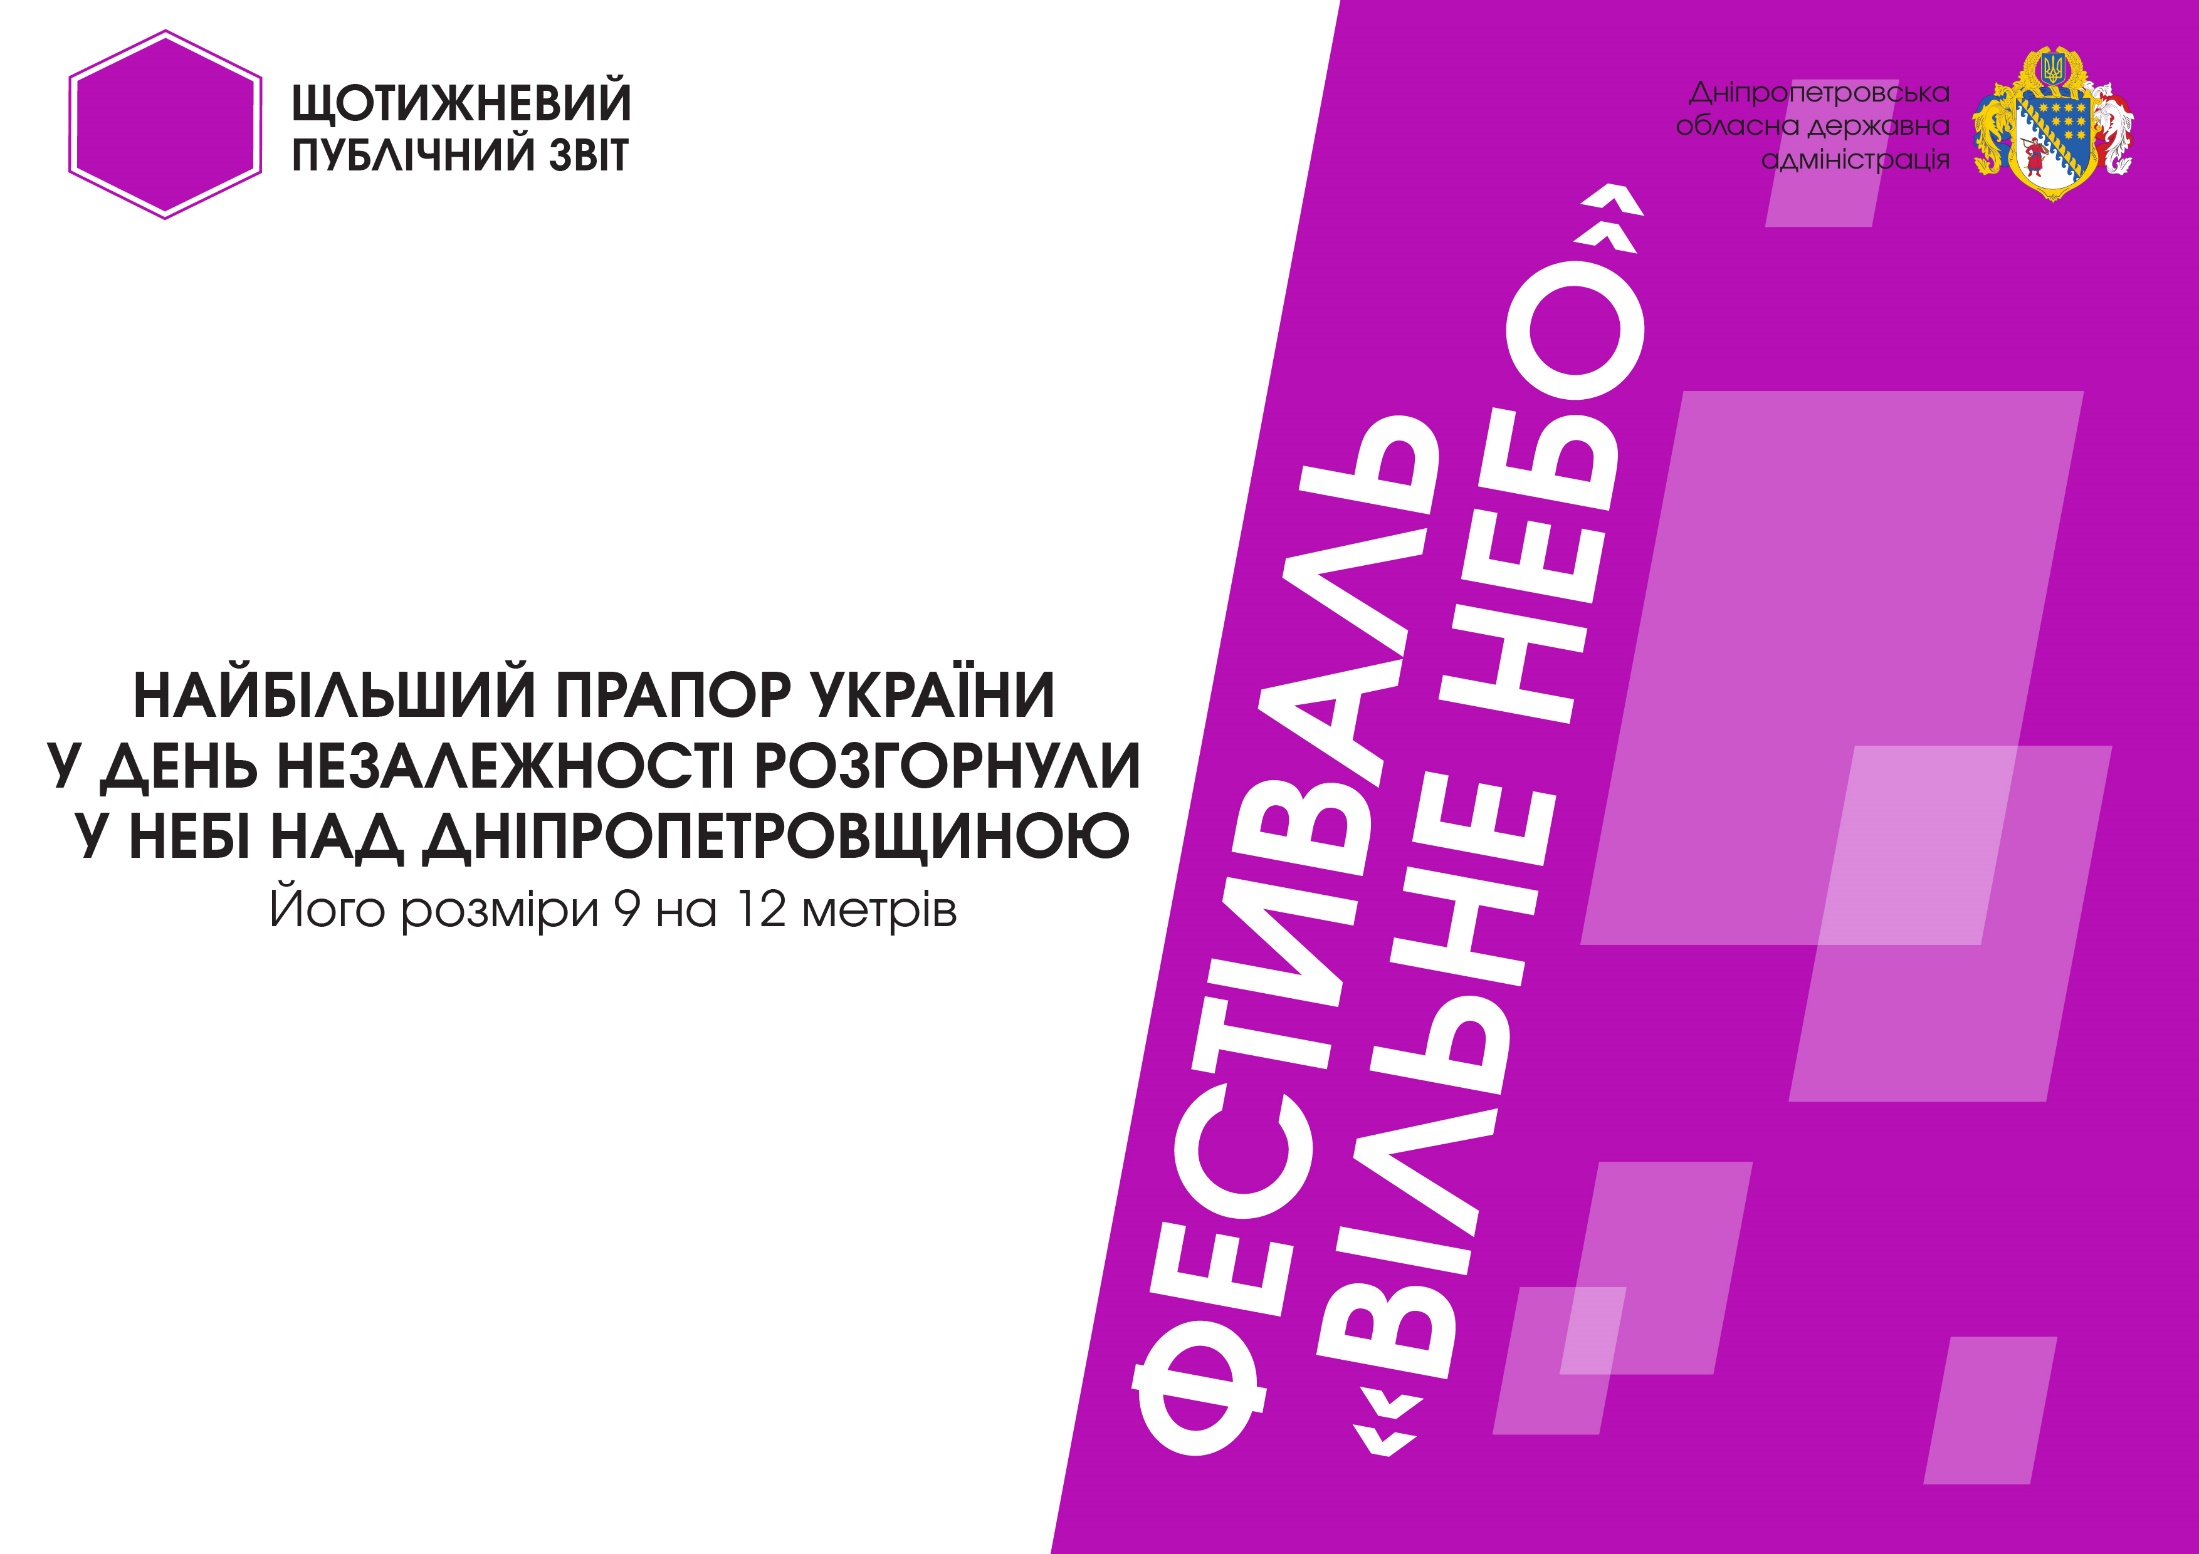 ЩОТИЖНЕВИЙ
ПУБЛІЧНИЙ ЗВІТ
Дніпропетровська
обласна державна
адміністрація
НАЙБІЛЬШИЙ ПРАПОР УКРАЇНИ
У ДЕНЬ НЕЗАЛЕЖНОСТІ РОЗГОРНУЛИ
У НЕБІ НАД ДНІПРОПЕТРОВЩИНОЮ
Його розміри 9 на 12 метрів
ФЕСТИВАЛЬ
«ВІЛЬНЕ НЕБО»